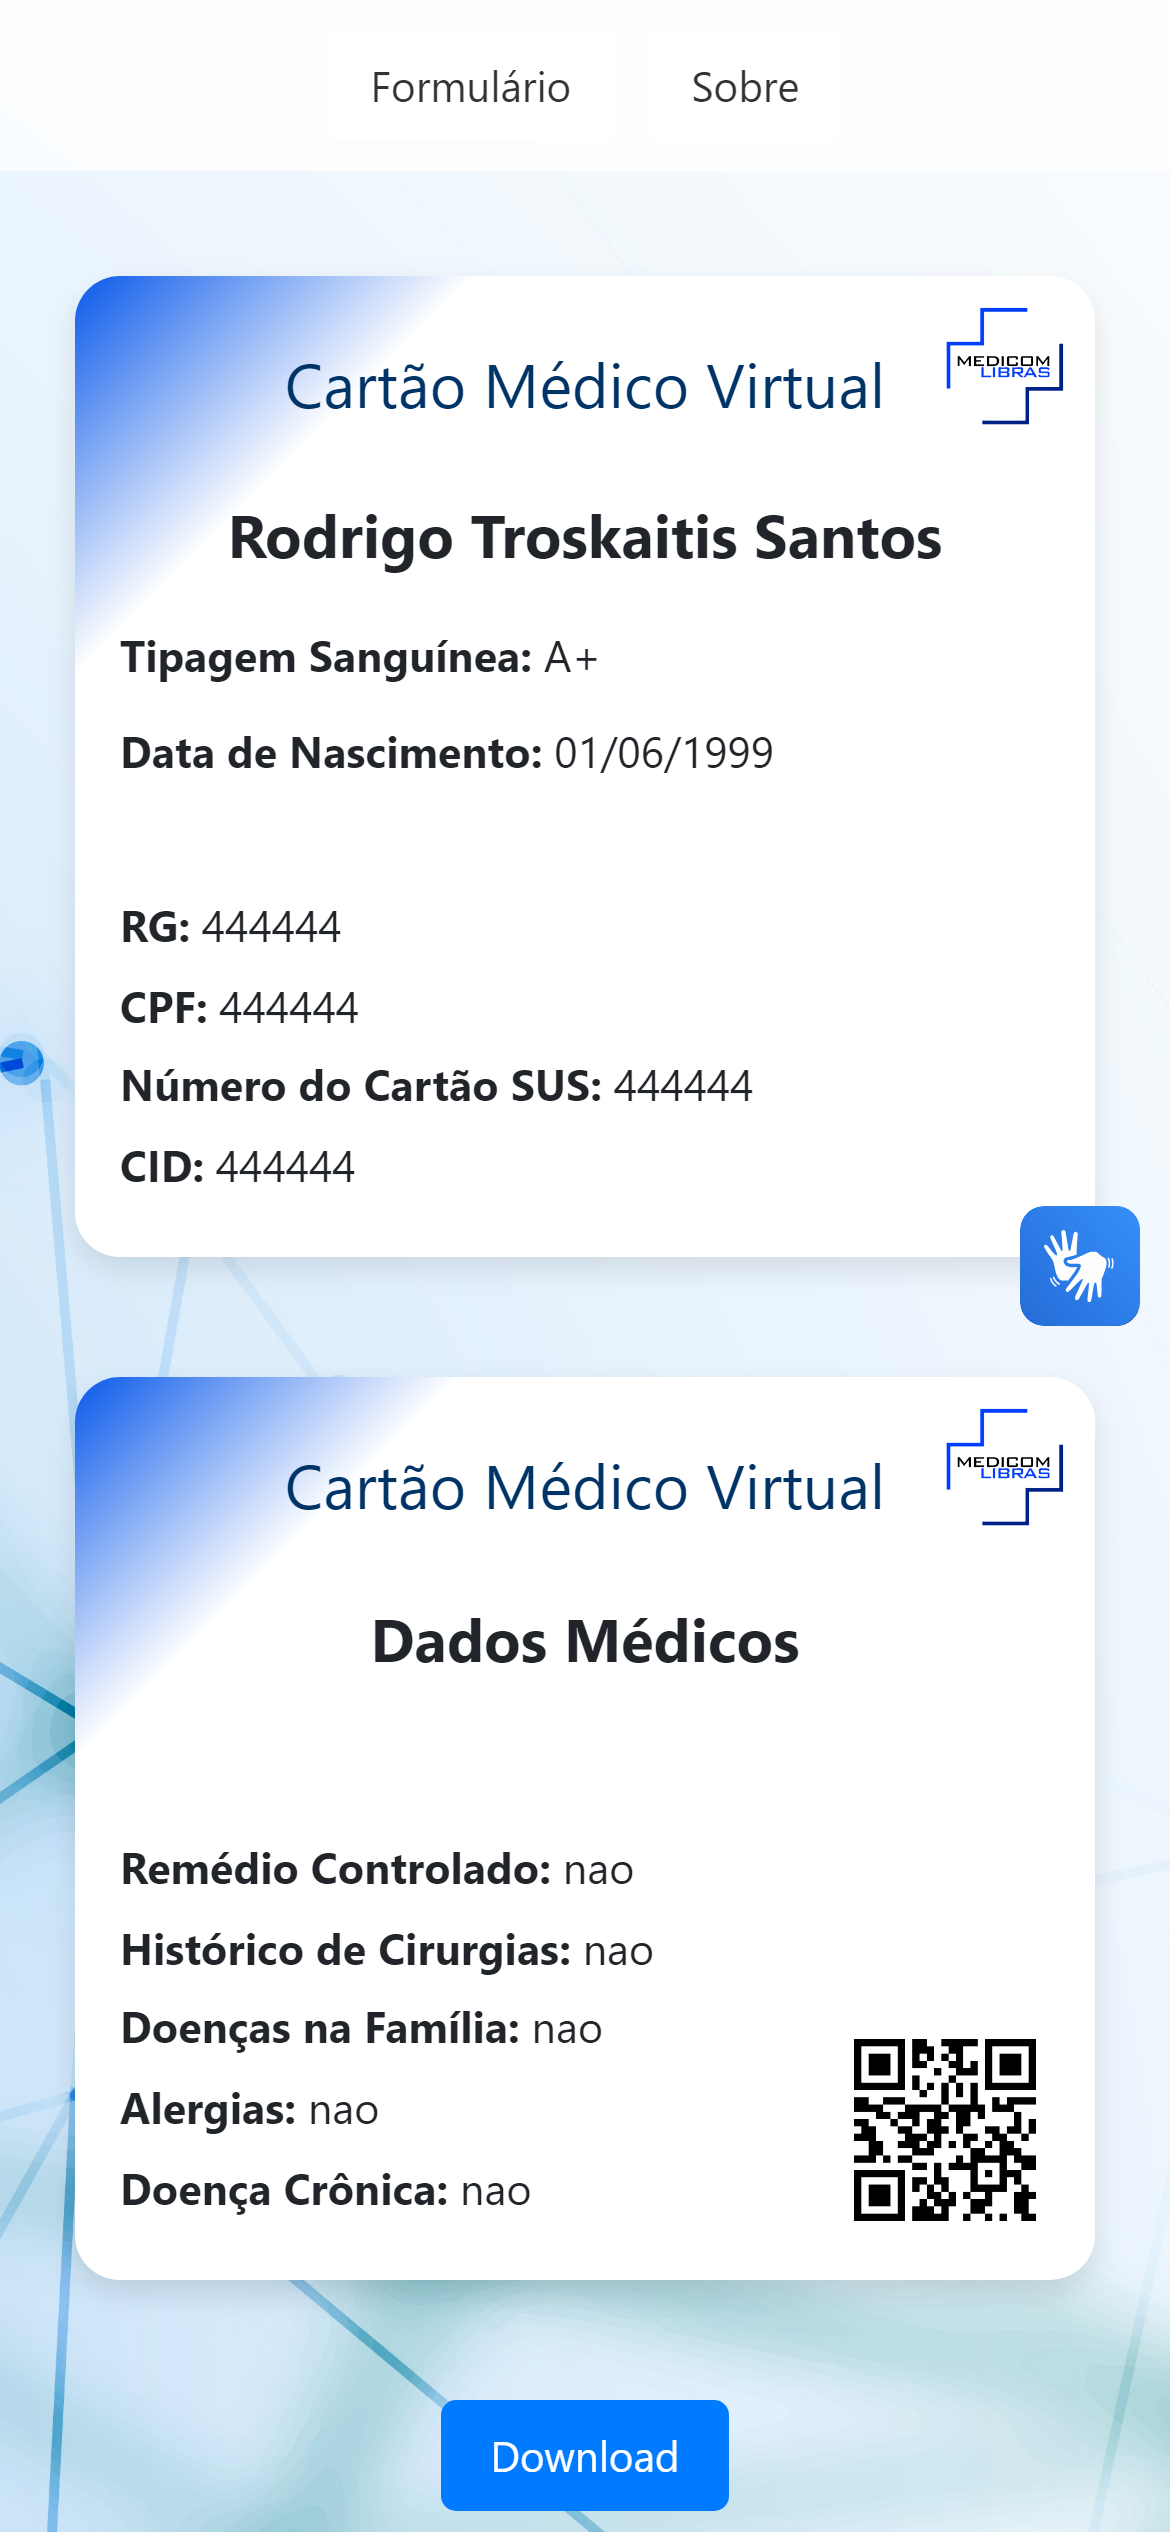 Formulário Sobre
Cartão Médico Virtual
MEDICOM
LIBRAS
Rodrigo Troskaitis Santos
Tipagem Sanguínea: A+
Data de Nascimento: 01/06/1999
RG: 444444
CPF: 444444
Número do Cartão SUS: 444444
CID: 444444
Cartão Médico Virtual
MEDICOM
LIBRAS
Dados Médicos
Remédio Controlado: nao
Histórico de Cirurgias: nao
Doenças na Família: nao
Alergias: nao
Doença Crônica: nao
Download